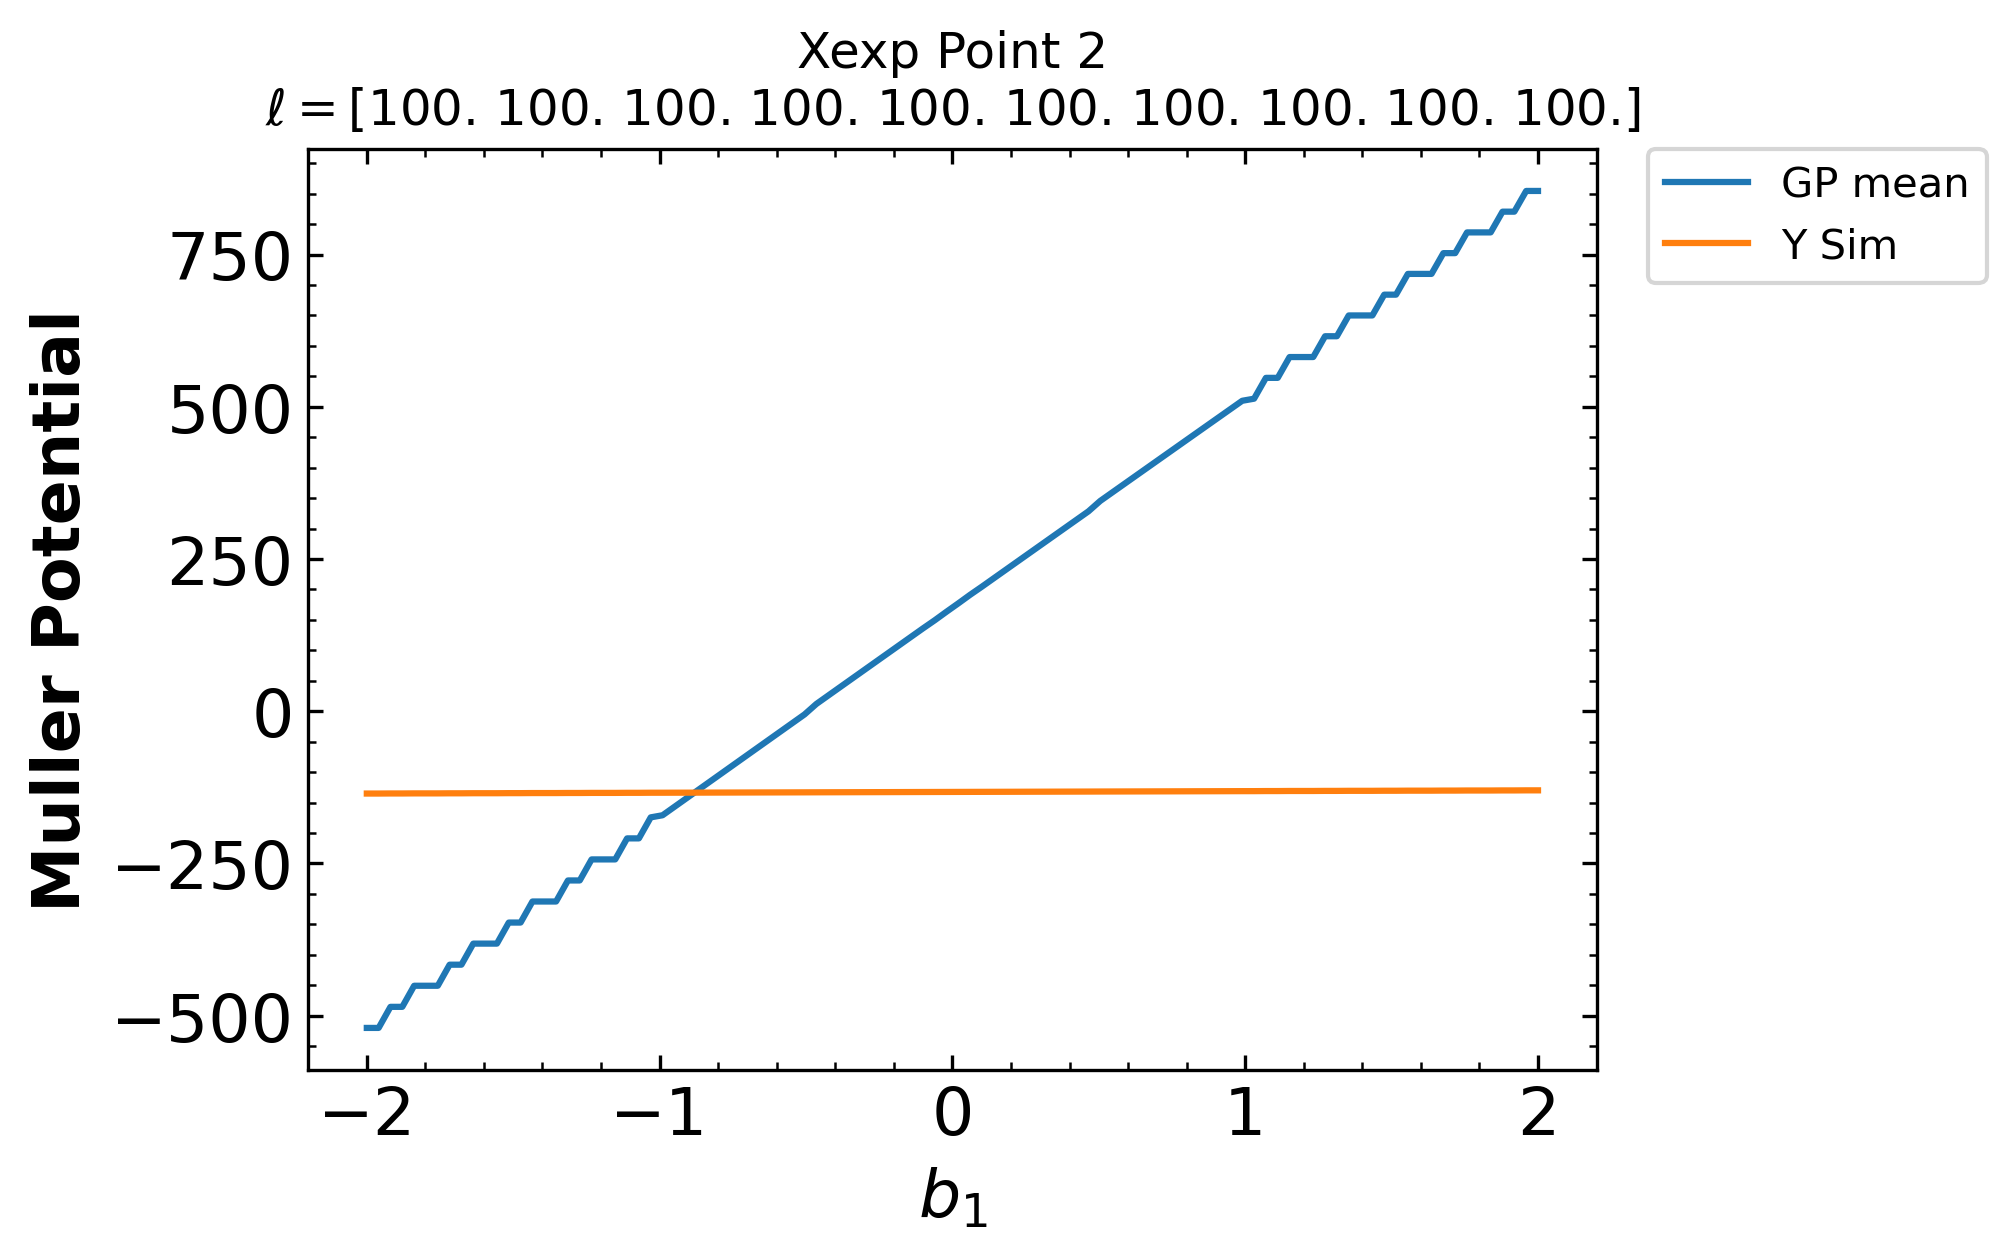 Xexp Point 2
ℓ = [100. 100. 100. 100. 100. 100. 100. 100. 100. 100.]
GP mean
Y Sim
Muller Potential
750
500
250
0
−250
−500
−2 −1 0 1 2
b₁